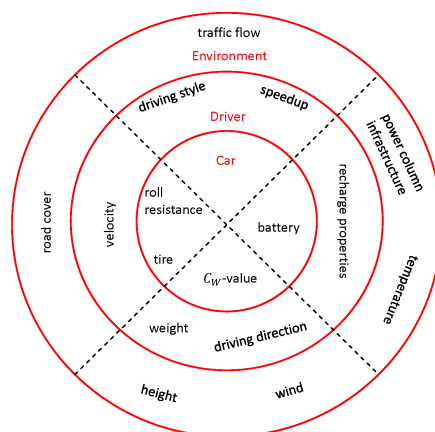 traffic flow
Environment
driving style
speedup
Driver
Car
power column
infrastructure
roll
resistance
road cover
velocity
battery
recharge properties
tire
C_W-value
temperature
weight
driving direction
height
wind